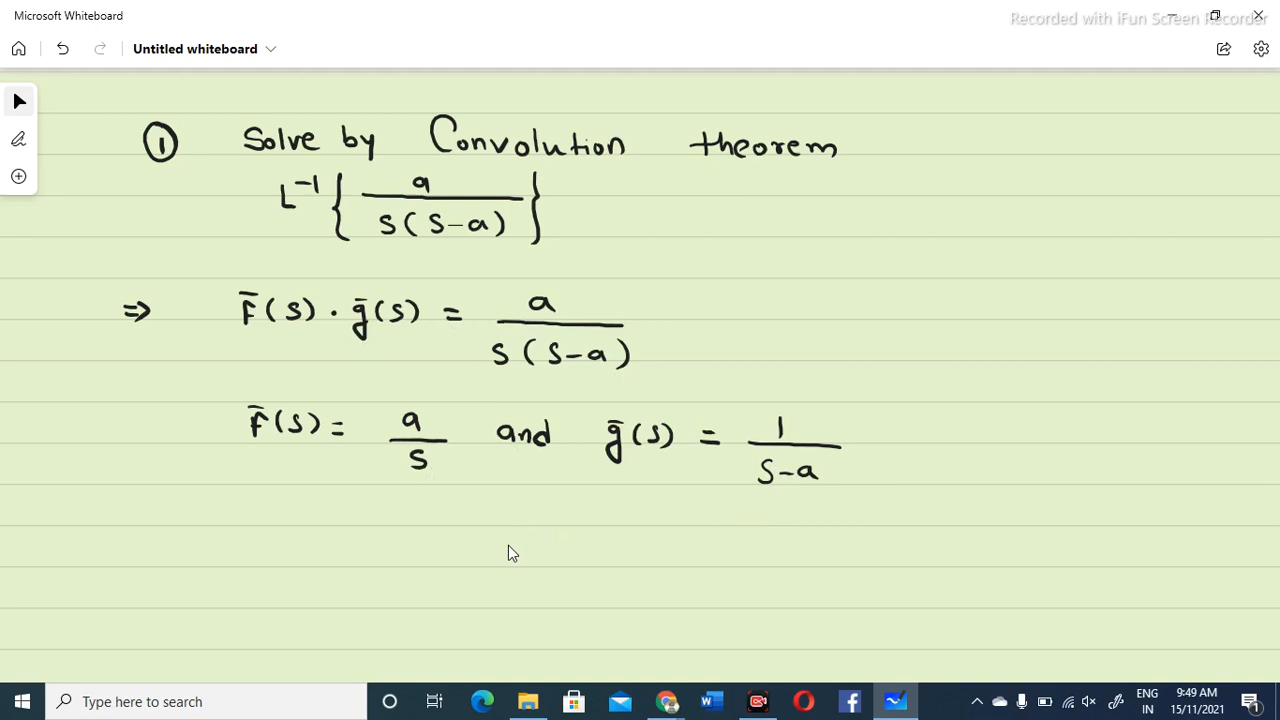 Microsoft Whiteboard
Recorded with iFun Screen Recorder
Untitled whiteboard
① Solve by Convolution theorem
L⁻¹ { a / s(s-a) }
⇒ F̄(s) · ḡ(s) = a / s(s-a)
F̄(s) = a / s and ḡ(s) = 1 / s-a
Type here to search
ENG
IN
9:49 AM
15/11/2021
1